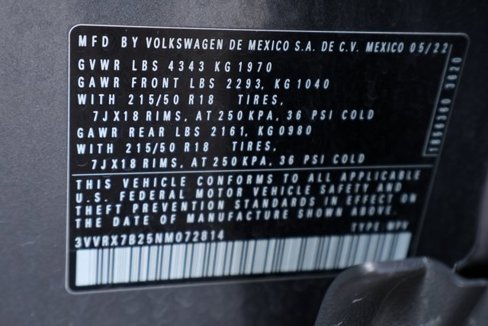 MFD BY VOLKSWAGEN DE MEXICO S.A. DE C.V. MEXICO 05/22
GVWR LBS 4343 KG 1970
GAWR FRONT LBS 2293, KG 1040
WITH 215/50 R18 TIRES,
7JX18 RIMS, AT 250 KPA, 36 PSI COLD
GAWR REAR LBS 2161, KG0980
WITH 215/50 R18 TIRES,
7JX18 RIMS, AT 250 KPA, 36 PSI COLD
THIS VEHICLE CONFORMS TO ALL APPLICABLE
U.S. FEDERAL MOTOR VEHICLE SAFETY AND
THEFT PREVENTION STANDARDS IN EFFECT ON
THE DATE OF MANUFACTURE SHOWN ABOVE.
3VVRX7B25NM072814 TYPE MPV